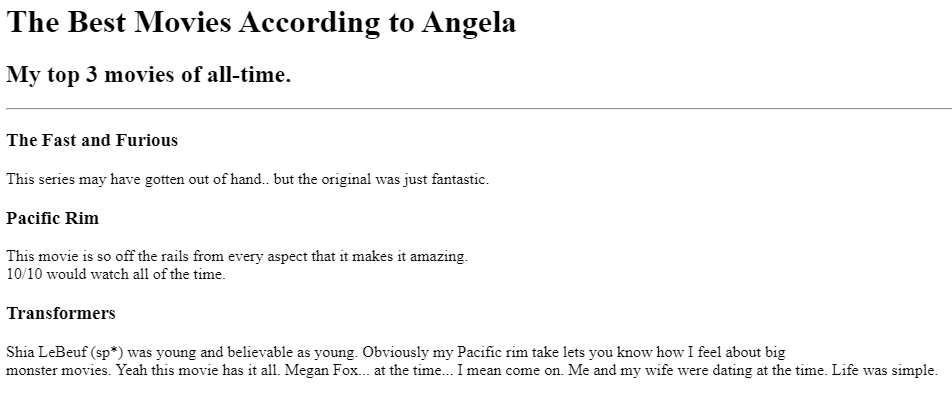 The Best Movies According to Angela
My top 3 movies of all-time.
The Fast and Furious
This series may have gotten out of hand.. but the original was just fantastic.
Pacific Rim
This movie is so off the rails from every aspect that it makes it amazing.
10/10 would watch all of the time.
Transformers
Shia LeBeuf (sp*) was young and believable as young. Obviously my Pacific rim take lets you know how I feel about big
monster movies. Yeah this movie has it all. Megan Fox... at the time... I mean come on. Me and my wife were dating at the time. Life was simple.